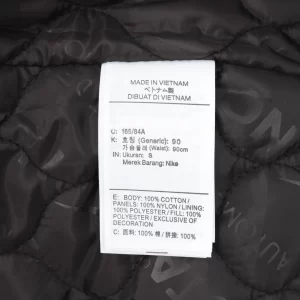 MADE IN VIETNAM
ベトナム製
DIBUAT DI VIETNAM
C: 165/84A
K: 호칭 (Generic): 90
가슴둘레 (Waist): 90cm
IN: Ukuran: S
Merek Barang: Nike
E: BODY: 100% COTTON /
PANELS: 100% NYLON / LINING:
100% POLYESTER / FILL: 100%
POLYESTER / EXCLUSIVE OF
DECORATION
C: 面料: 100% 棉 / 拼接: 100%